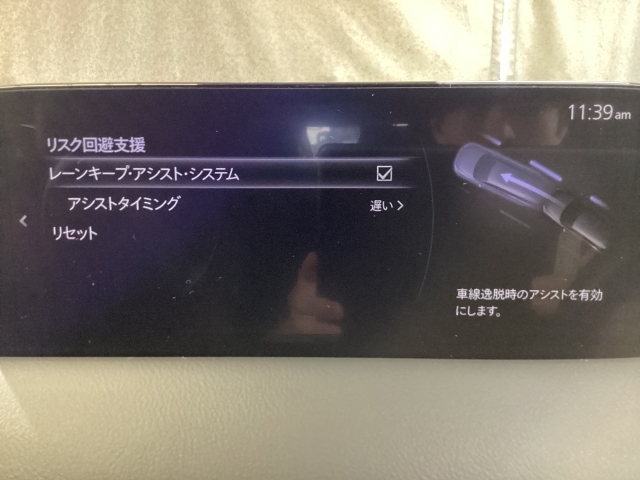 11:39am
リスク回避支援
レーンキープ・アシスト・システム
アシストタイミング 遅い
リセット
車線逸脱時のアシストを有効
にします。